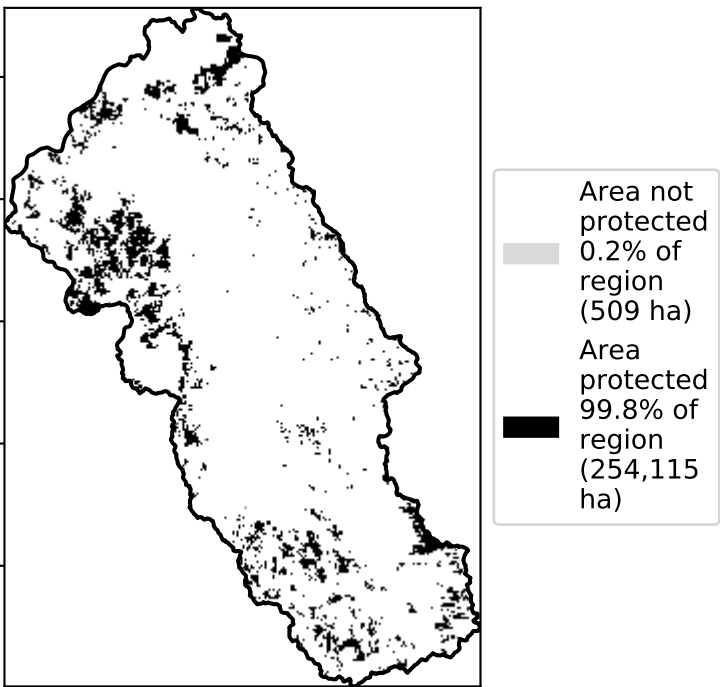 Area not
protected
0.2% of
region
(509 ha)
Area
protected
99.8% of
region
(254,115
ha)